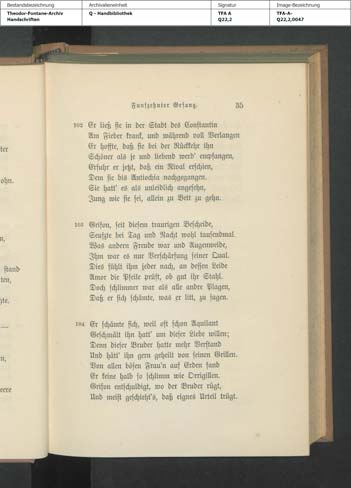 Bestandsbezeichnung
Archivalieneinheit
Signatur
Image-Bezeichnung
Theodor-Fontane-Archiv
Handschriften
Q - Handbibliothek
TFA A
Q22,2
TFA-A-
Q22,2,0047
Funfzehnter Gesang. 35
102 Er ließ sie in der Stadt des Constantin
Am Fieber krank, und während voll Verlangen
Er hoffte, daß sie bei der Rückkehr ihn
Schöner als je und liebend werd' empfangen,
Erfuhr er jetzt, daß ein Rival erschien,
Dem sie bis Antiochia nachgegangen.
Sie hatt' es als unleidlich angesehn,
Jung wie sie sei, allein zu Bett zu gehn.
103 Grifon, seit diesem traurigen Bescheide,
Seufzte bei Tag und Nacht wohl tausendmal.
Was andern Freude war und Augenweide,
Ihm war es nur Verschärfung seiner Qual.
Dies fühlt ihm jeder nach, an dessen Leide
Amor die Pfeile prüft, ob gut ihr Stahl.
Doch schlimmer war als alle andre Plagen,
Daß er sich schämte, was er litt, zu sagen.
104 Er schämte sich, weil oft schon Aquilant
Geschmält ihn hatt' um dieser Liebe willen;
Denn dieser Bruder hatte mehr Verstand
Und hätt' ihn gern geheilt von seinen Grillen.
Von allen bösen Frau'n auf Erden fand
Er keine halb so schlimm wie Orrigillen.
Grifon entschuldigt, wo der Bruder rügt,
Und meist geschieht's, daß eignes Urteil trügt.